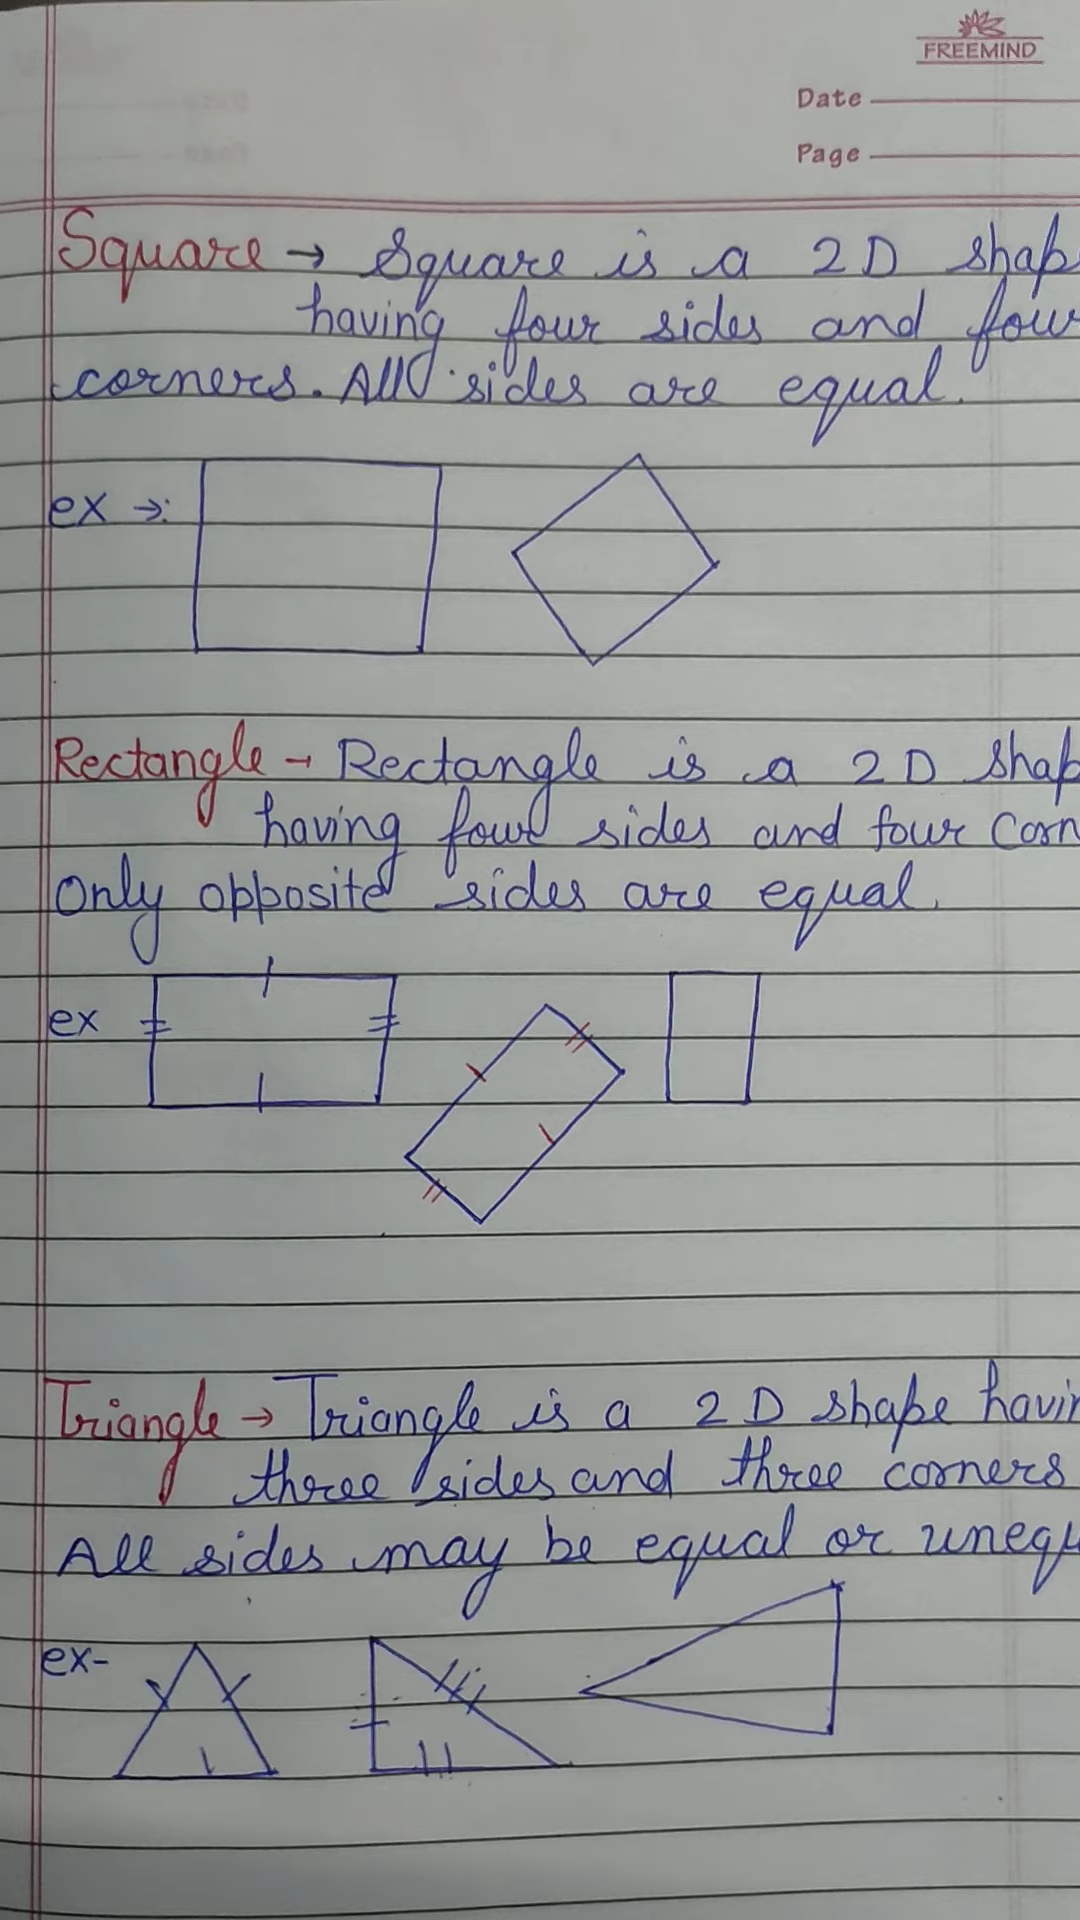 FREEMIND
Date
Page
Square → Square is a 2D shap
having four sides and four
corners. All sides are equal.
ex →:
Rectangle → Rectangle is a 2D shap
having four sides and four Corn
Only opposite sides are equal.
ex
Triangle → Triangle is a 2D shape havin
three sides and three corners
All sides may be equal or unequ
ex-